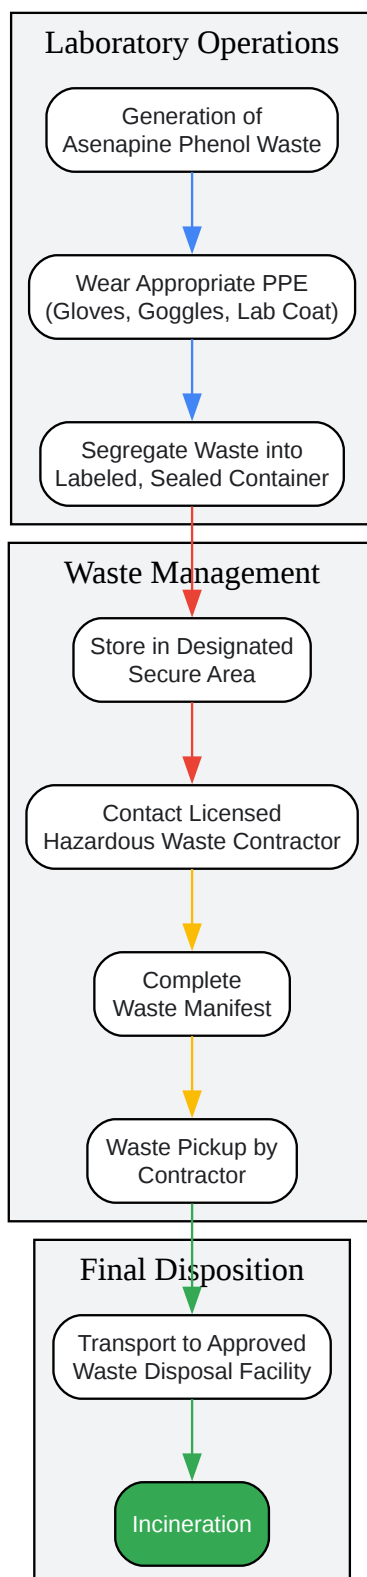 Laboratory Operations
Generation of
Asenapine Phenol Waste
Wear Appropriate PPE
(Gloves, Goggles, Lab Coat)
Segregate Waste into
Labeled, Sealed Container
Waste Management
Store in Designated
Secure Area
Contact Licensed
Hazardous Waste Contractor
Complete
Waste Manifest
Waste Pickup by
Contractor
Final Disposition
Transport to Approved
Waste Disposal Facility
Incineration